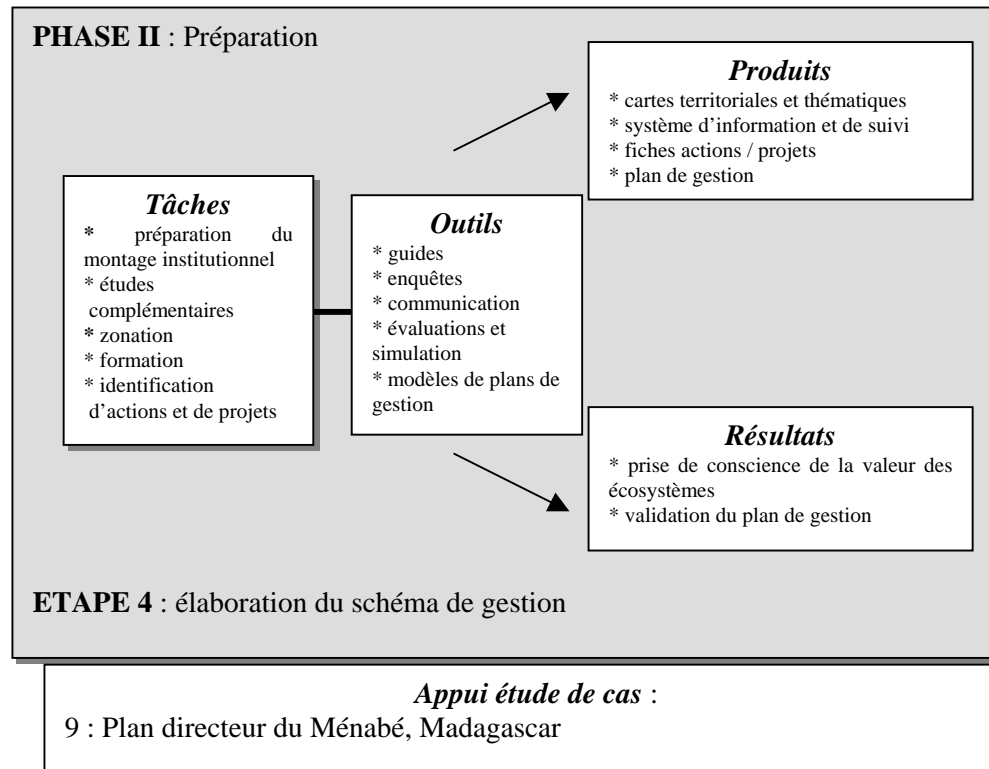 PHASE II : Préparation
Produits
* cartes territoriales et thématiques
* système d'information et de suivi
* fiches actions / projets
* plan de gestion
Tâches
* préparation du
montage institutionnel
* études
complémentaires
* zonation
* formation
* identification
d'actions et de projets
Outils
* guides
* enquêtes
* communication
* évaluations et
simulation
* modèles de plans de
gestion
Résultats
* prise de conscience de la valeur des
écosystèmes
* validation du plan de gestion
ETAPE 4 : élaboration du schéma de gestion
Appui étude de cas :
9 : Plan directeur du Ménabé, Madagascar